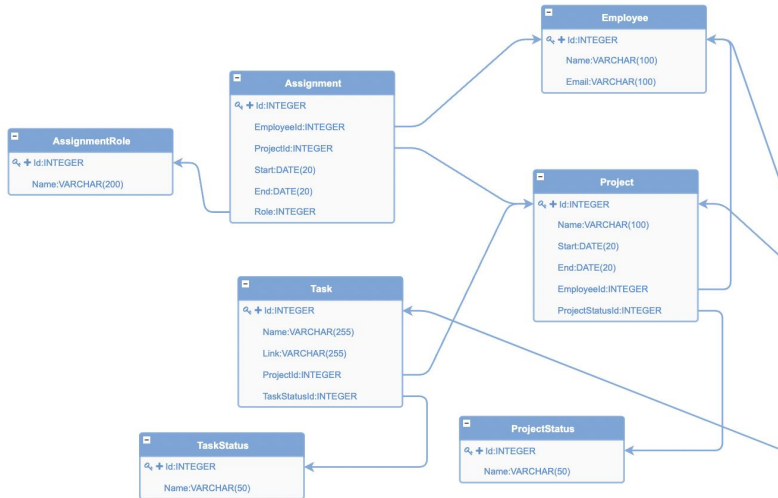 Employee
Id:INTEGER
Name:VARCHAR(100)
Email:VARCHAR(100)
Assignment
Id:INTEGER
EmployeeId:INTEGER
ProjectId:INTEGER
Start:DATE(20)
End:DATE(20)
Role:INTEGER
AssignmentRole
Id:INTEGER
Name:VARCHAR(200)
Project
Id:INTEGER
Name:VARCHAR(100)
Start:DATE(20)
End:DATE(20)
EmployeeId:INTEGER
ProjectStatusId:INTEGER
Task
Id:INTEGER
Name:VARCHAR(255)
Link:VARCHAR(255)
ProjectId:INTEGER
TaskStatusId:INTEGER
ProjectStatus
Id:INTEGER
Name:VARCHAR(50)
TaskStatus
Id:INTEGER
Name:VARCHAR(50)